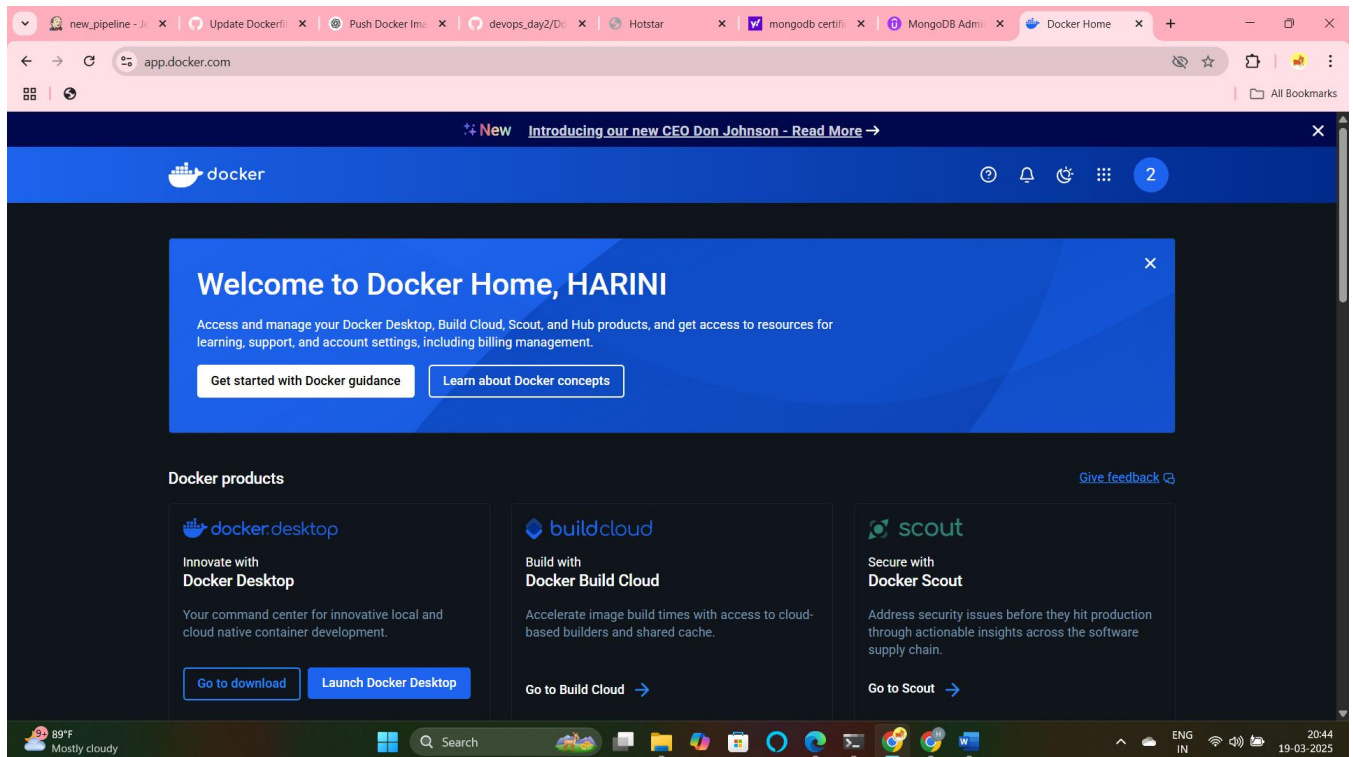 new_pipeline - Je
Update Dockerfil
Push Docker Ima
devops_day2/Do
Hotstar
mongodb certifi
MongoDB Admi
Docker Home
app.docker.com
All Bookmarks
New Introducing our new CEO Don Johnson - Read More →
docker
2
Welcome to Docker Home, HARINI
Access and manage your Docker Desktop, Build Cloud, Scout, and Hub products, and get access to resources for
learning, support, and account settings, including billing management.
Get started with Docker guidance
Learn about Docker concepts
Docker products
Give feedback
docker.desktop
Innovate with
Docker Desktop
Your command center for innovative local and
cloud native container development.
Go to download
Launch Docker Desktop
buildcloud
Build with
Docker Build Cloud
Accelerate image build times with access to cloud-
based builders and shared cache.
Go to Build Cloud →
scout
Secure with
Docker Scout
Address security issues before they hit production
through actionable insights across the software
supply chain.
Go to Scout →
9+
89°F
Mostly cloudy
Search
ENG
IN
20:44
19-03-2025